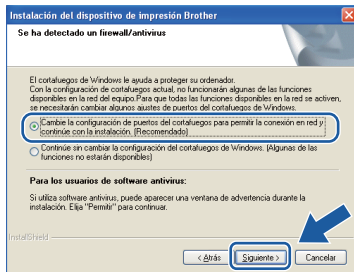 Instalación del dispositivo de impresión Brother
Se ha detectado un firewall/antivirus
El cortafuegos de Windows le ayuda a proteger su ordenador.
Con la configuración de cortafuegos actual, no funcionarán algunas de las funciones
disponibles en la red del equipo.Para que todas las funciones disponibles en la red se activen,
se necesitarán cambiar algunos ajustes de puertos del cortafuegos de Windows.
Cambie la configuración de puertos del cortafuegos para permitir la conexión en red y
continúe con la instalación. (Recomendado)
Continúe sin cambiar la configuración del cortafuegos de Windows. (Algunas de las
funciones no estarán disponibles)
Para los usuarios de software antivirus:
Si utiliza software antivirus, puede aparecer una ventana de advertencia durante la
instalación. Elija "Permitir" para continuar.
InstallShield
< Atrás
Siguiente >
Cancelar